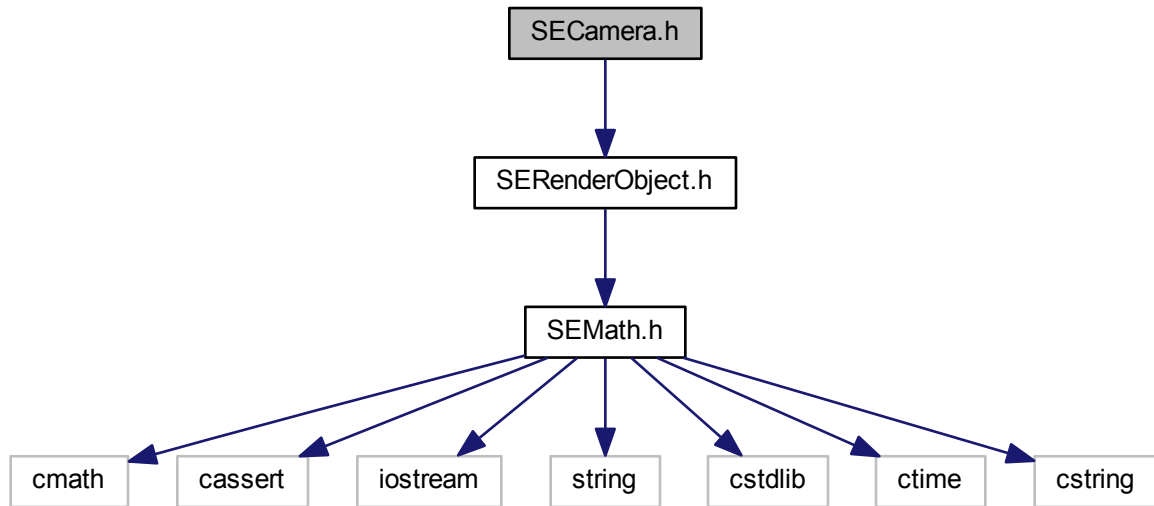 SECamera.h
SERenderObject.h
SEMath.h
cmath
cassert
iostream
string
cstdlib
ctime
cstring